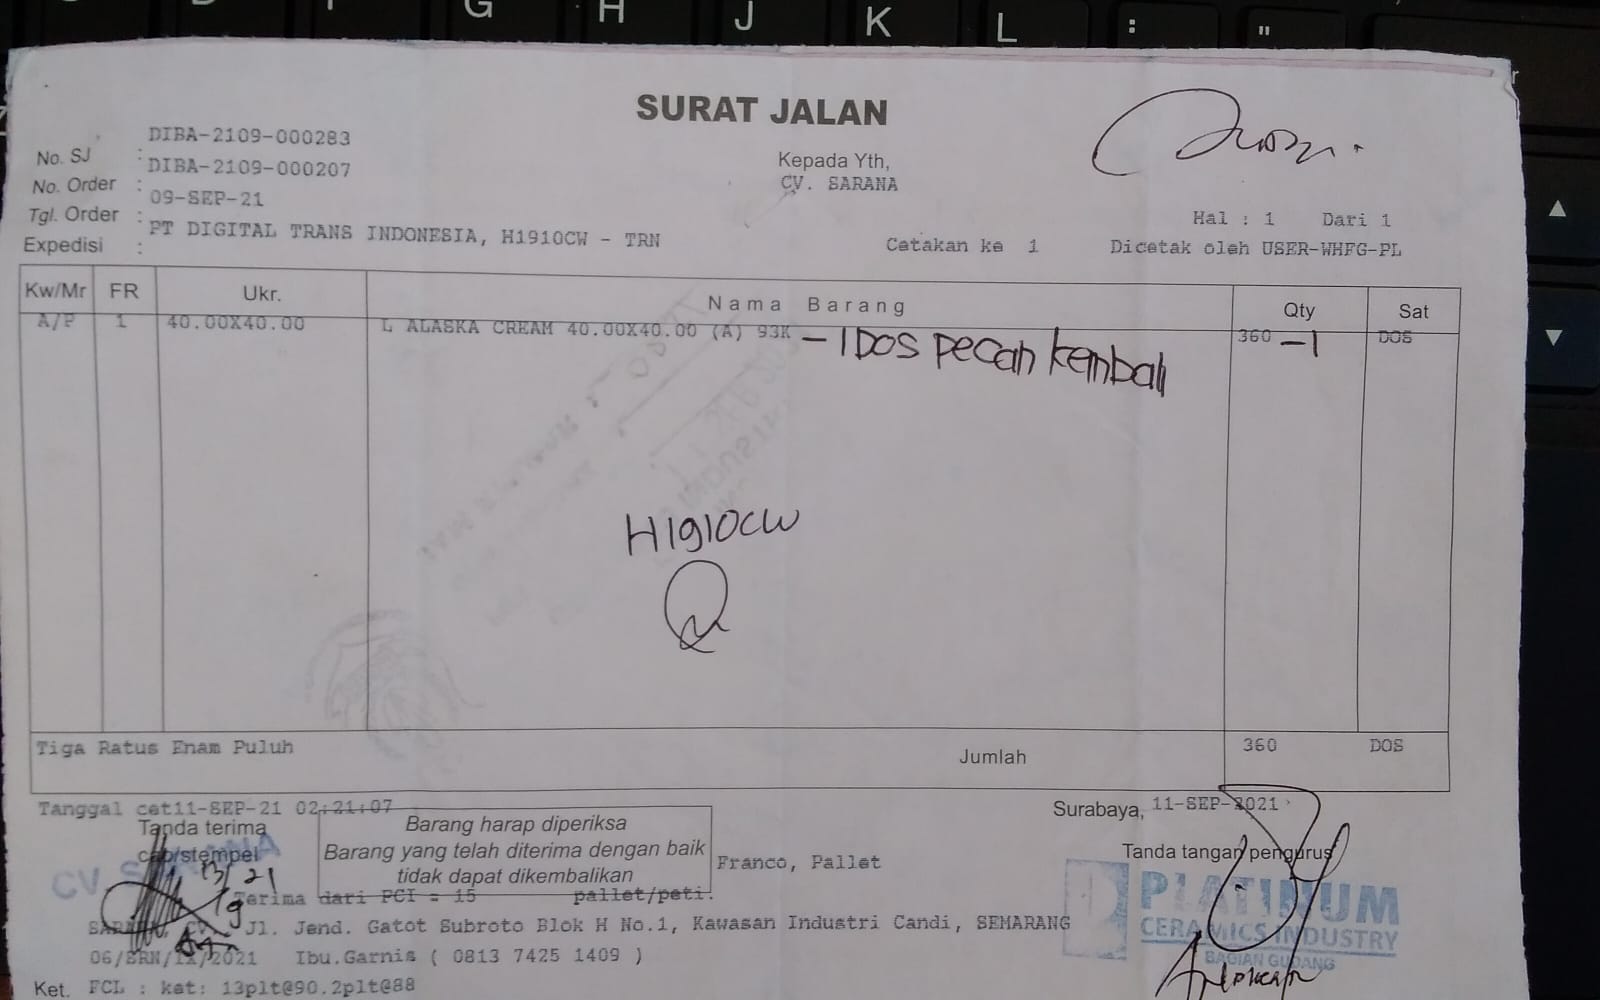 G H J K L : "
SURAT JALAN
No. SJ : DIBA-2109-000283
No. Order : DIBA-2109-000207
Tgl. Order : 09-SEP-21
Expedisi : PT DIGITAL TRANS INDONESIA, H1910CW - TRN
Kepada Yth,
CV. SARANA
Hal : 1 Dari 1
Cetakan ke 1 Dicetak oleh USER-WHFG-PL
Kw/Mr FR Ukr. Nama Barang Qty Sat
A/P 1 40.00X40.00 L ALASKA CREAM 40.00X40.00 (A) 93K - 1 DOS pecah kembali 360 -1 DOS
H1910CW
Tiga Ratus Enam Puluh Jumlah 360 DOS
Tanggal cet11-SEP-21 02:21:07
Surabaya, 11-SEP-2021
Tanda terima
cap/stempel
Barang harap diperiksa
Barang yang telah diterima dengan baik
tidak dapat dikembalikan
Franco, Pallet
Tanda tangan pengurus
CV. SARANA
13/9 21
Terima dari PCI = 15 pallet/peti.
PLATINUM
CERAMICS INDUSTRY
BAGIAN GUDANG
SARANA, CV Jl. Jend. Gatot Subroto Blok H No.1, Kawasan Industri Candi, SEMARANG
06/SRN/IX/2021 Ibu.Garnis ( 0813 7425 1409 )
Ket. FCL : ket: 13plt@90.2plt@88